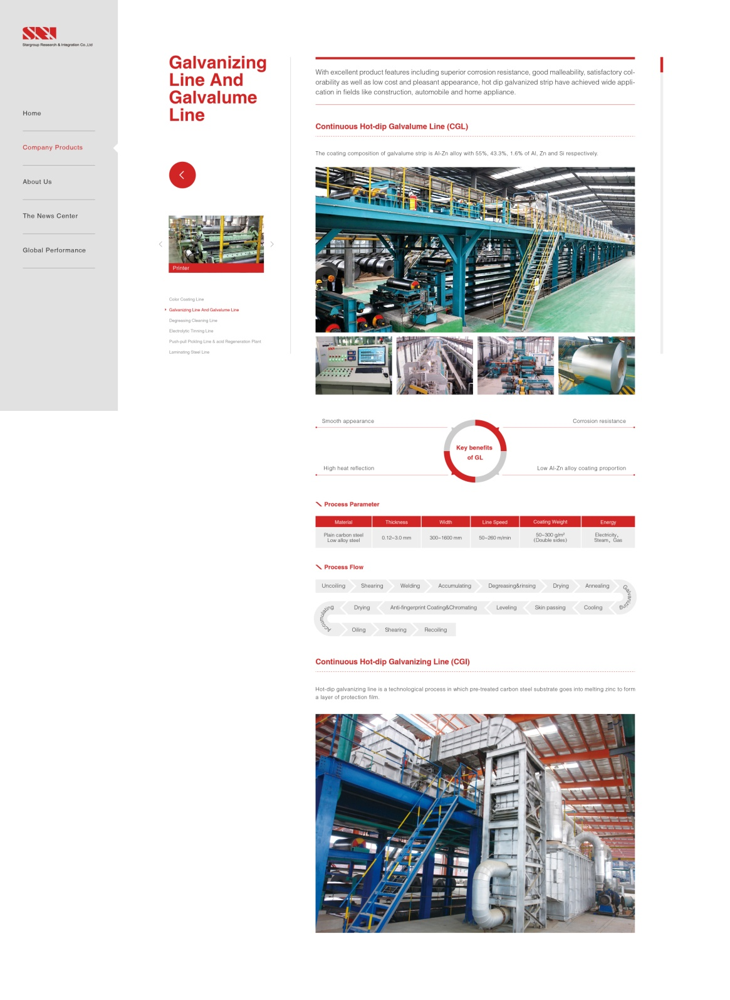 SRI
Stargroup Research & Integration Co.,Ltd
Home
Company Products
About Us
The News Center
Global Performance
Galvanizing
Line And
Galvalume
Line
Printer
Color Coating Line
Galvanizing Line And Galvalume Line
Degreasing Cleaning Line
Electrolytic Tinning Line
Push-pull Pickling Line & acid Regeneration Plant
Laminating Steel Line
With excellent product features including superior corrosion resistance, good malleability, satisfactory col-
orability as well as low cost and pleasant appearance, hot dip galvanized strip have achieved wide appli-
cation in fields like construction, automobile and home appliance.
Continuous Hot-dip Galvalume Line (CGL)
The coating composition of galvalume strip is Al-Zn alloy with 55%, 43.3%, 1.6% of Al, Zn and Si respectively.
Smooth appearance
Corrosion resistance
Key benefits
of GL
High heat reflection
Low Al-Zn alloy coating proportion
Process Parameter
Material Thickness Width Line Speed Coating Weight Energy
Plain carbon steel
Low alloy steel
0.12~3.0 mm
300~1600 mm
50~260 m/min
50~300 g/m²
(Double sides)
Electricity,
Steam, Gas
Process Flow
Uncoiling Shearing Welding Accumulating Degreasing&rinsing Drying Annealing
Galvanizing
Accumulating Drying Anti-fingerprint Coating&Chromating Leveling Skin passing Cooling
Oiling Shearing Recoiling
Continuous Hot-dip Galvanizing Line (CGI)
Hot-dip galvanizing line is a technological process in which pre-treated carbon steel substrate goes into melting zinc to form
a layer of protection film.